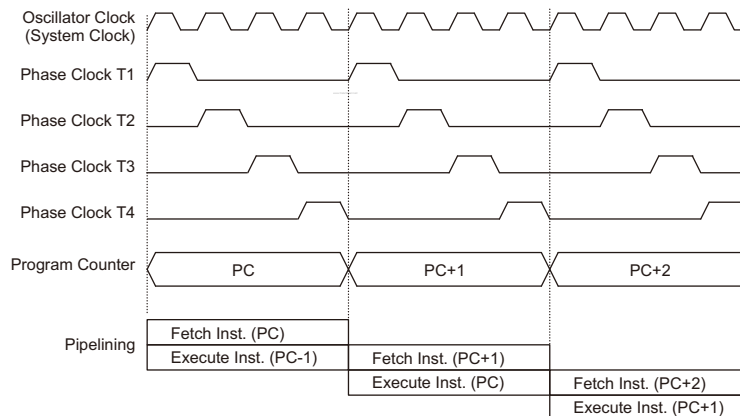 Oscillator Clock
(System Clock)
Phase Clock T1
Phase Clock T2
Phase Clock T3
Phase Clock T4
Program Counter
PC
PC+1
PC+2
Pipelining
Fetch Inst. (PC)
Execute Inst. (PC-1)
Fetch Inst. (PC+1)
Execute Inst. (PC)
Fetch Inst. (PC+2)
Execute Inst. (PC+1)